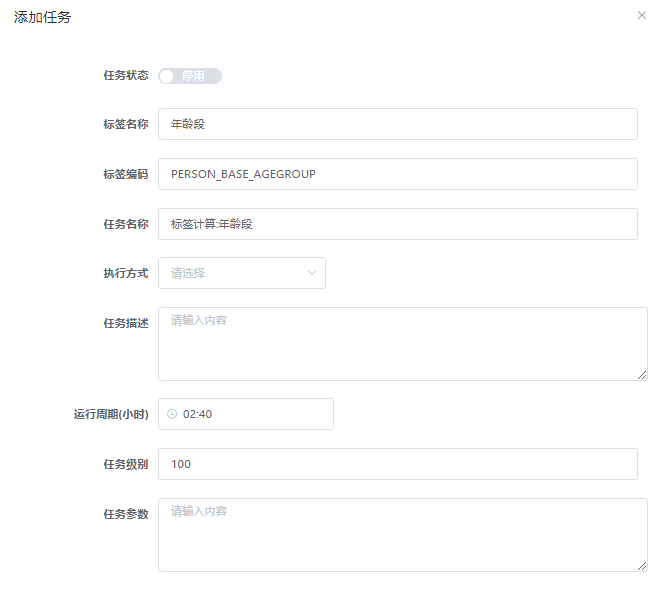 添加任务
任务状态 停用
标签名称 年龄段
标签编码 PERSON_BASE_AGEGROUP
任务名称 标签计算:年龄段
执行方式 请选择
任务描述 请输入内容
运行周期(小时) 02:40
任务级别 100
任务参数 请输入内容